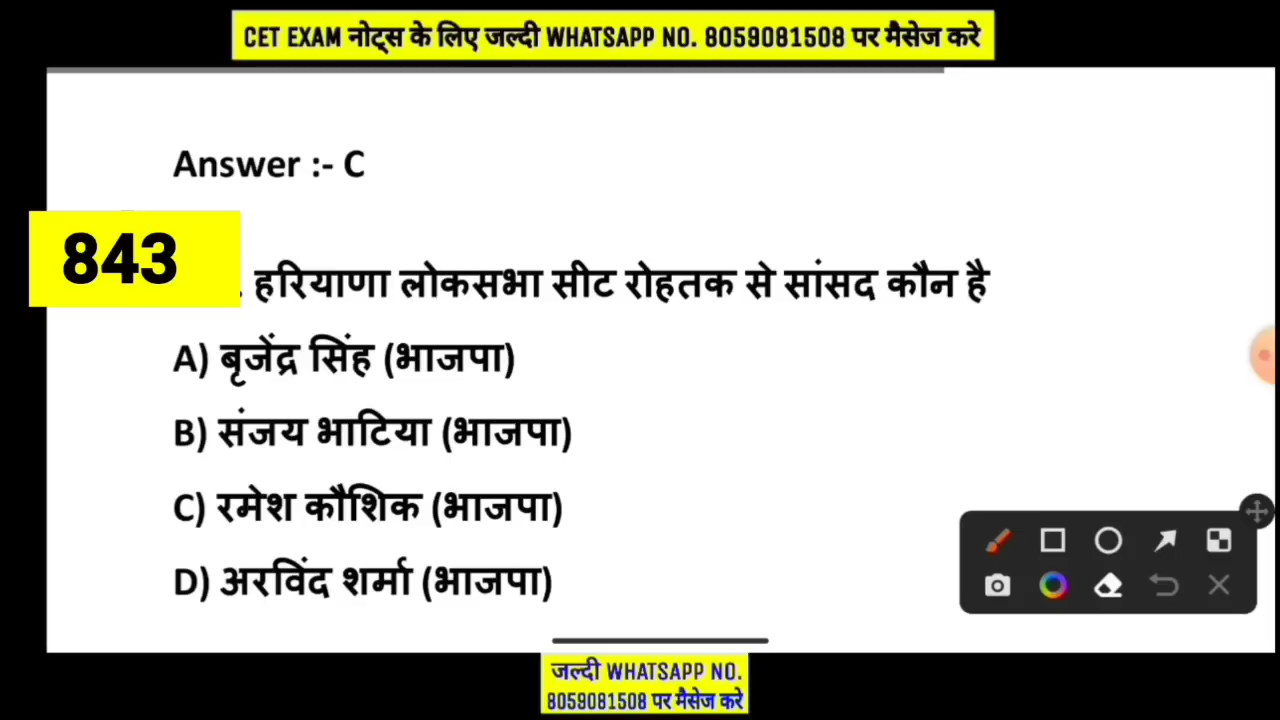 CET EXAM नोट्स के लिए जल्दी WHATSAPP NO. 8059081508 पर मैसेज करे
Answer :- C
843 . हरियाणा लोकसभा सीट रोहतक से सांसद कौन है
A) बृजेंद्र सिंह (भाजपा)
B) संजय भाटिया (भाजपा)
C) रमेश कौशिक (भाजपा)
D) अरविंद शर्मा (भाजपा)
जल्दी WHATSAPP NO.
8059081508 पर मैसेज करे